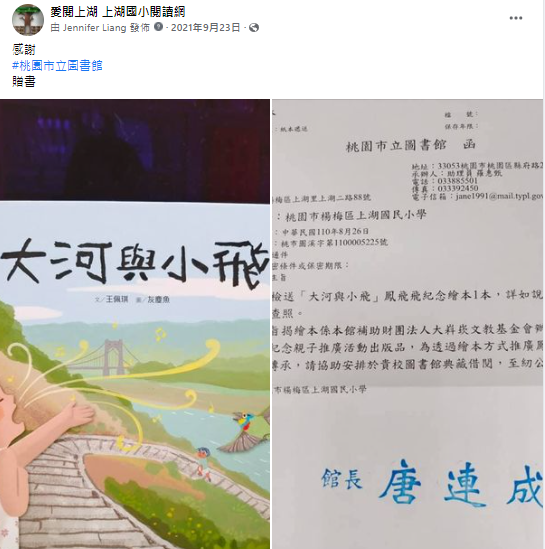 愛閱上湖 上湖國小閱讀網
由 Jennifer Liang 發佈 · 2021年9月23日 ·
感謝
#桃園市立圖書館
贈書
大河與小飛
文/王佩琪 圖/灰塵魚
編 號:
保存年限:
桃園市立圖書館 函
地址:33053桃園市桃園區縣府路2
承辦人:助理員
電話:033885501
傳真:033392450
電子信箱:jane1991@mail.typl.gov
梅區上湖里上湖二路88號
:桃園市楊梅區上湖國民小學
:中華民國110年8月26日
:桃市圖溪字第1100005225號
件
密條件或保密期限:
旨
檢送「大河與小飛」鳳飛飛紀念繪本1本,詳如說
查照。
旨揭繪本係本館補助財團法人大嵙崁文教基金會辦
紀念親子推廣活動出版品,為透過繪本方式推廣鳳
傳承,請協助安排於貴校圖書館典藏借閱,至紉公
市楊梅區上湖國民小學
館長 唐連成